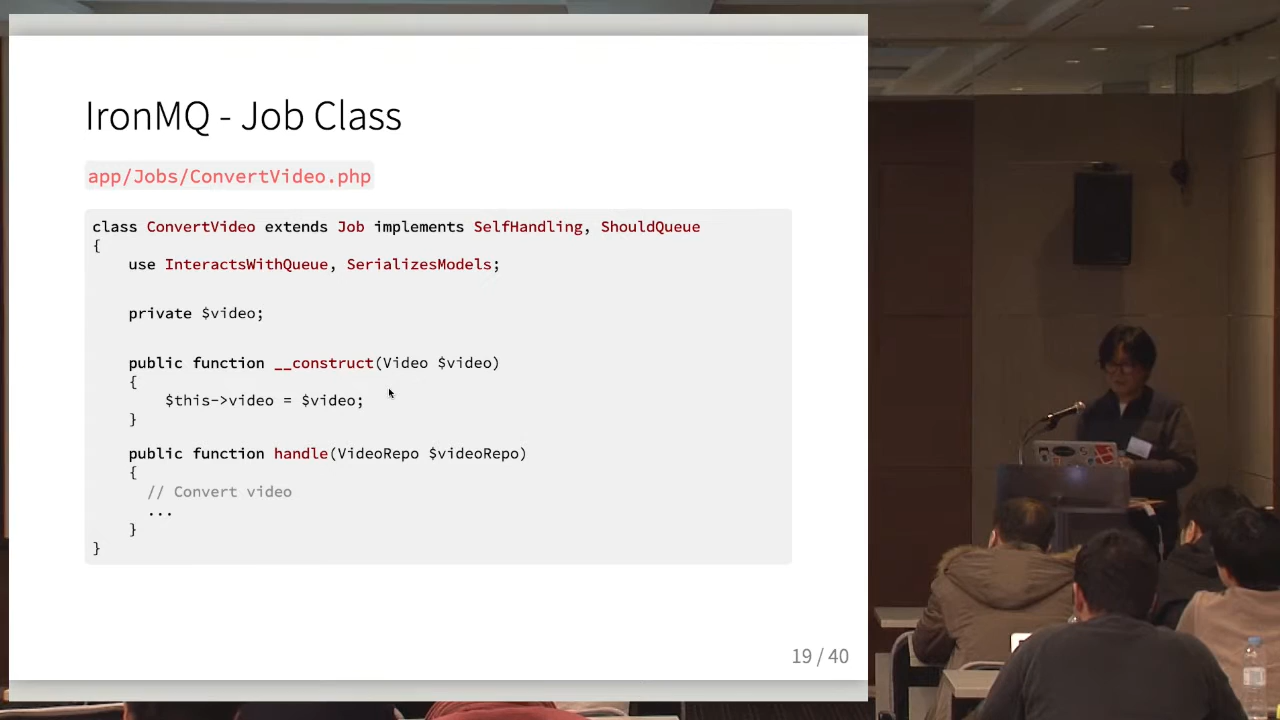 IronMQ - Job Class
app/Jobs/ConvertVideo.php
class ConvertVideo extends Job implements SelfHandling, ShouldQueue
{
use InteractsWithQueue, SerializesModels;
private $video;
public function __construct(Video $video)
{
$this->video = $video;
}
public function handle(VideoRepo $videoRepo)
{
// Convert video
...
}
}
19 / 40